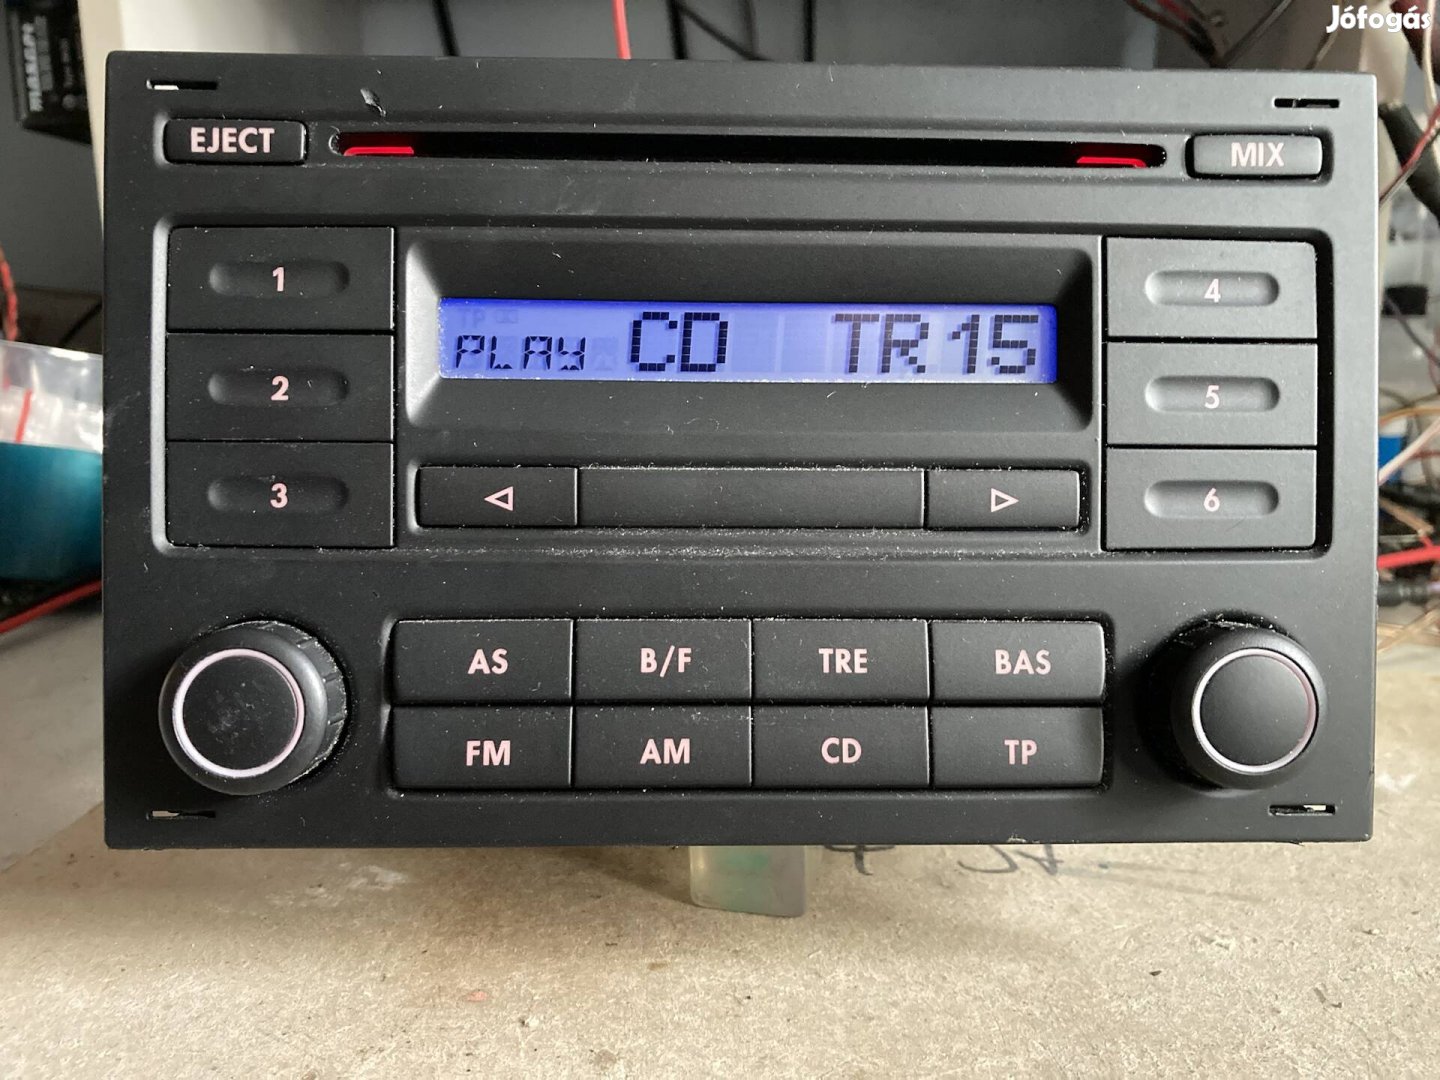 Jófogás
EJECT
MIX
1
4
PLAY CD TR15
2
5
3
6
AS B/F TRE BAS
FM AM CD TP